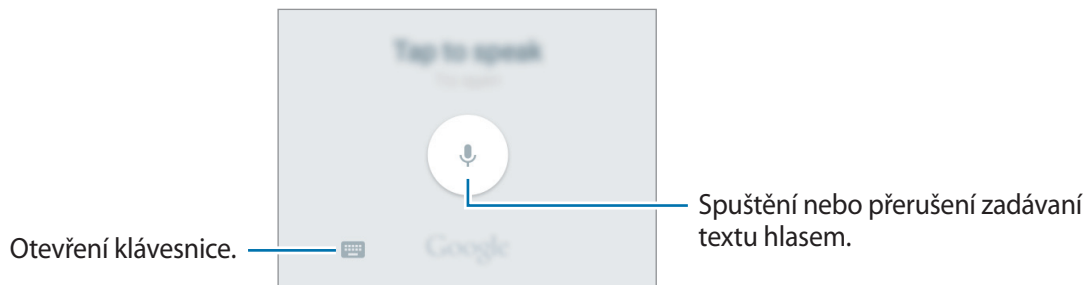 Tap to speak
Spuštění nebo přerušení zadávaní
textu hlasem.
Otevření klávesnice.
Google